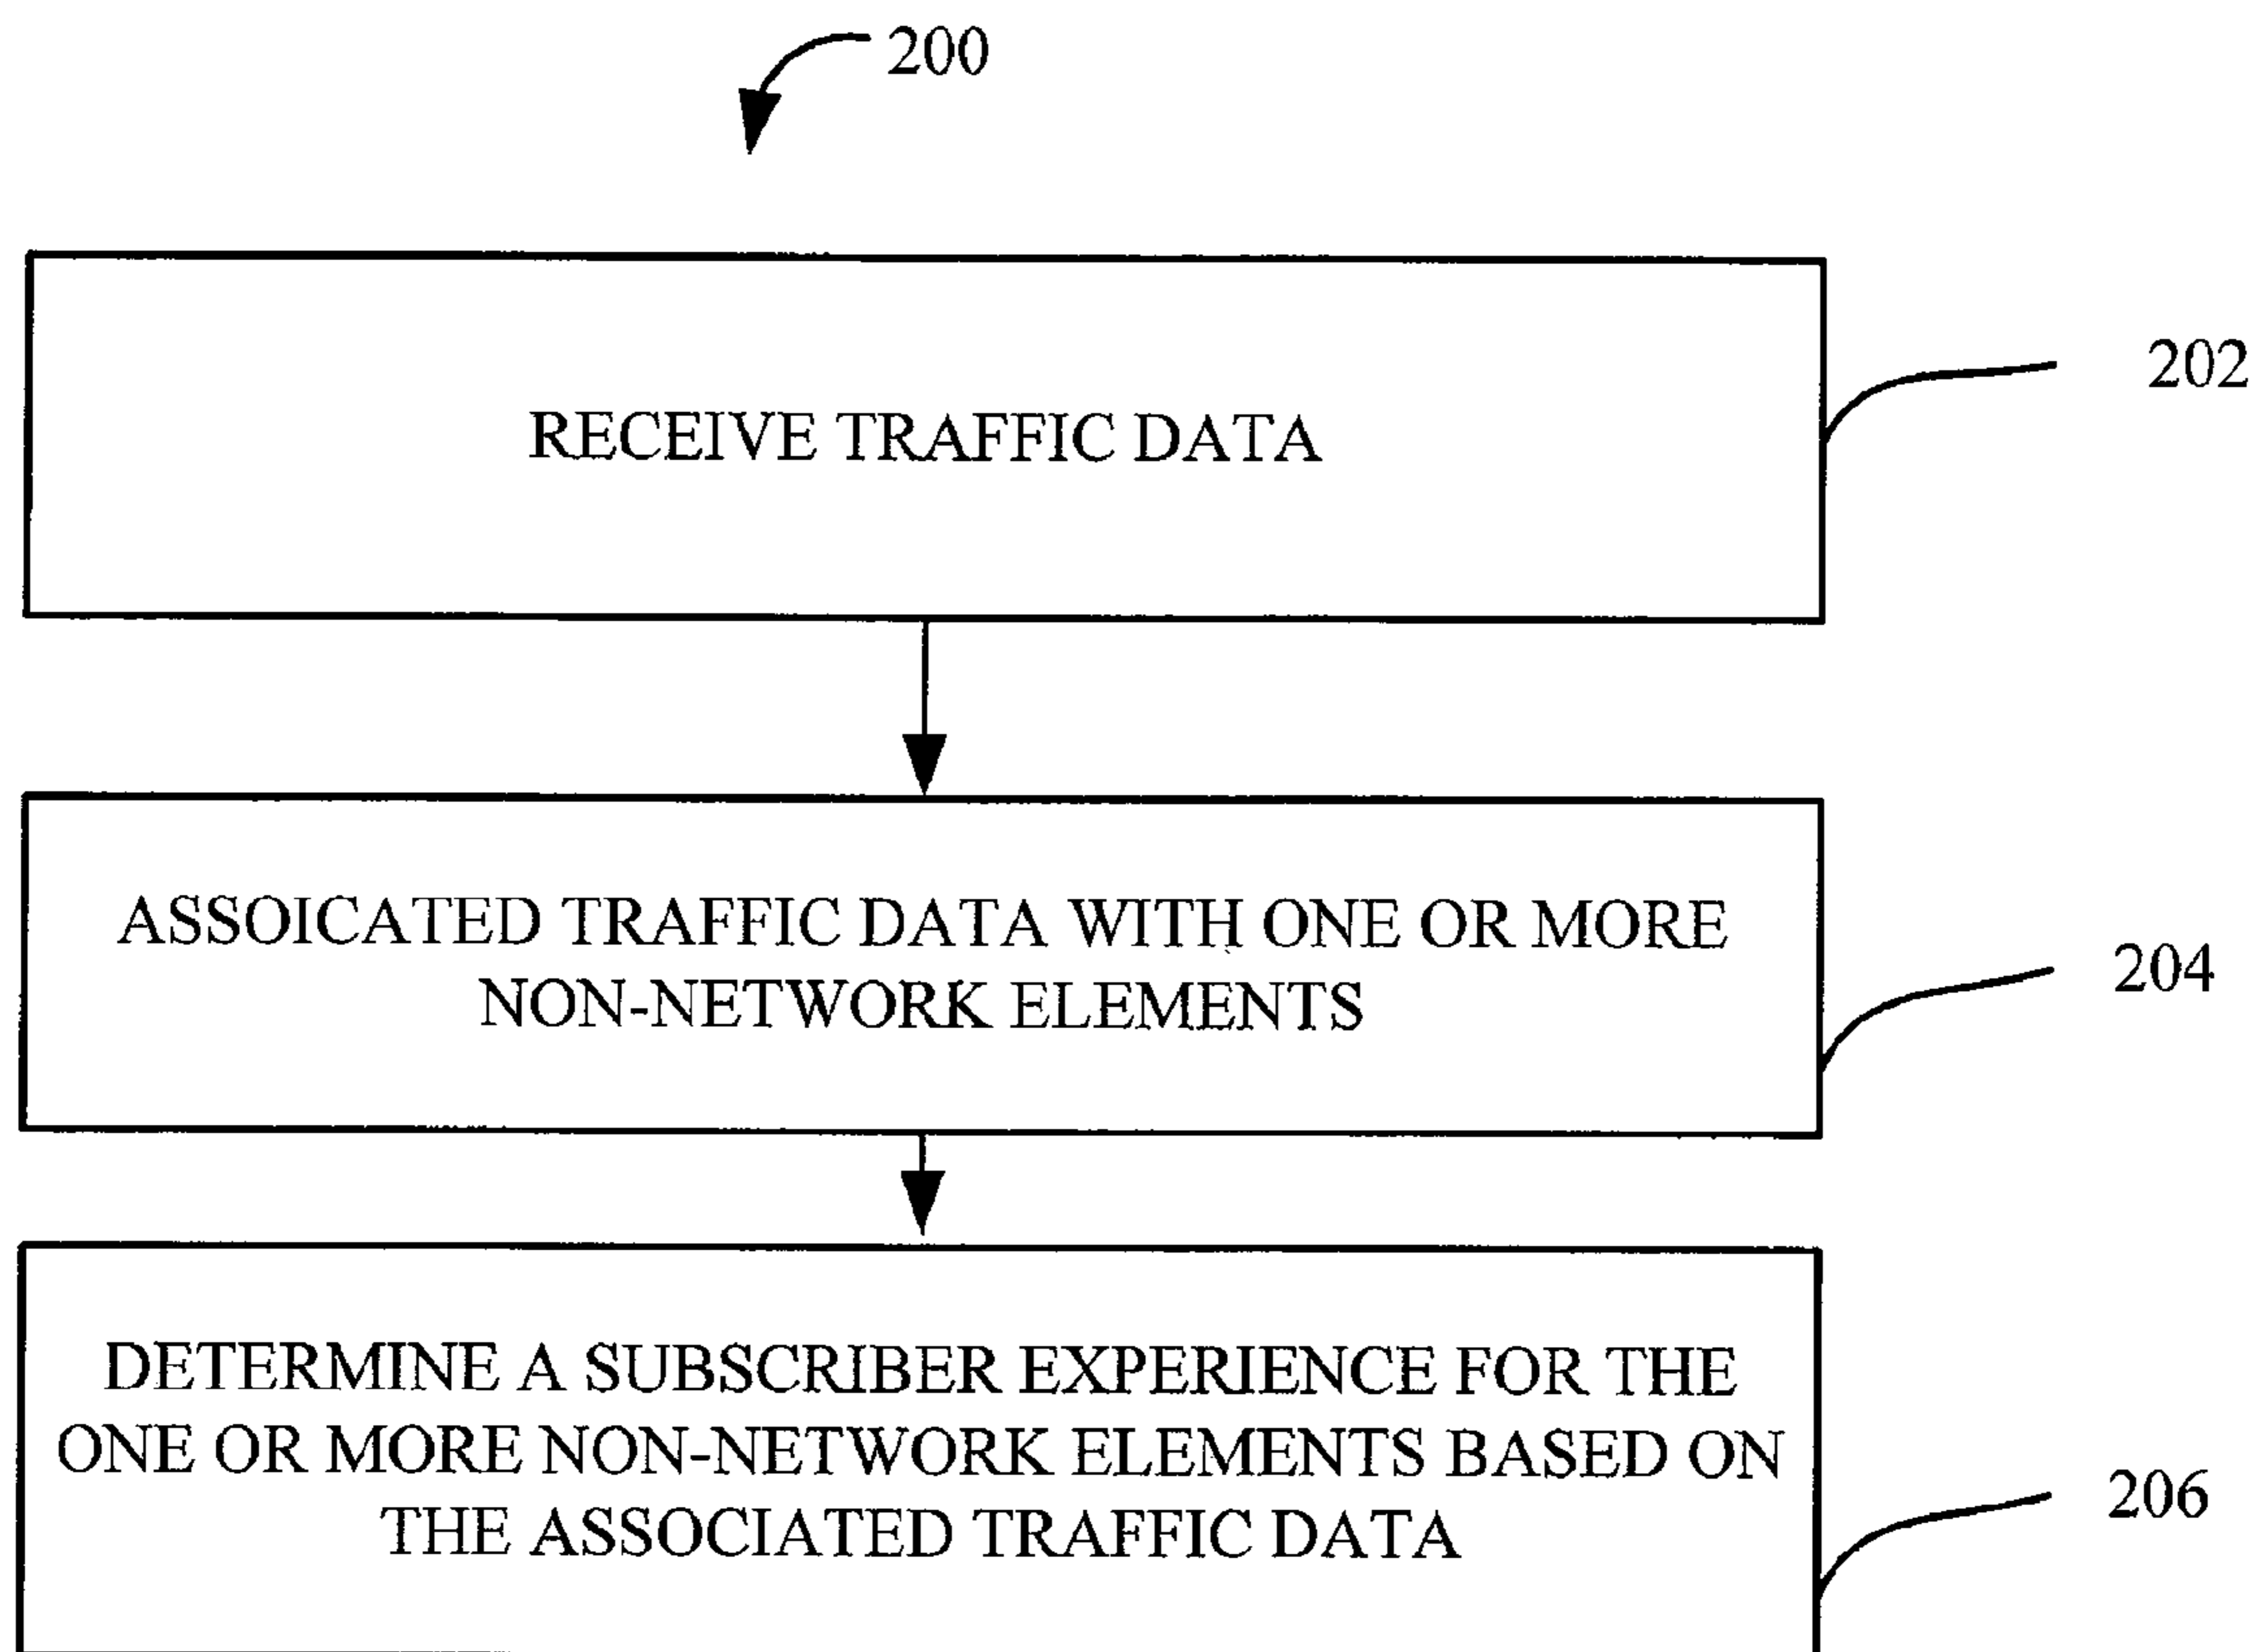 200
RECEIVE TRAFFIC DATA
202
ASSOICATED TRAFFIC DATA WITH ONE OR MORE
NON-NETWORK ELEMENTS
204
DETERMINE A SUBSCRIBER EXPERIENCE FOR THE
ONE OR MORE NON-NETWORK ELEMENTS BASED ON
THE ASSOCIATED TRAFFIC DATA
206